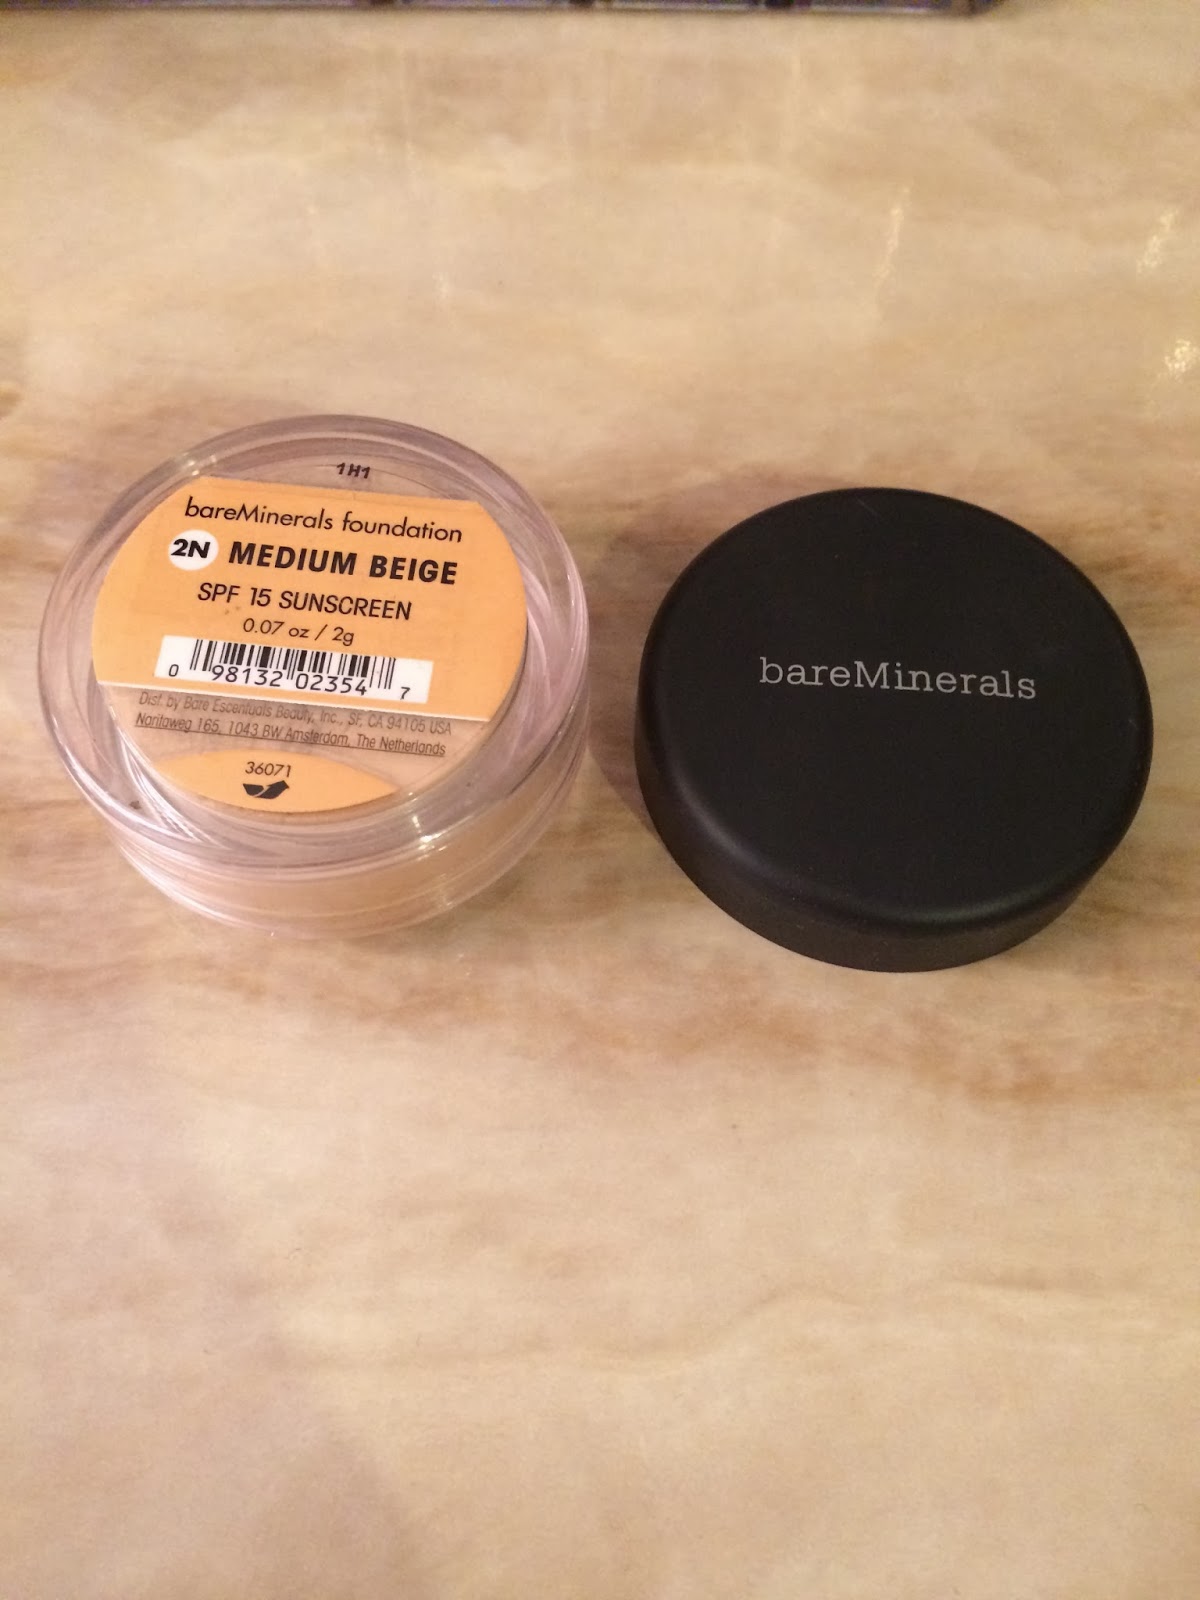 1H1
bareMinerals foundation
2N MEDIUM BEIGE
SPF 15 SUNSCREEN
0.07 oz / 2g
0 98132 02354 7
Dist. by Bare Escentuals Beauty, Inc., SF, CA 94105 USA
Naritaweg 165, 1043 BW Amsterdam, The Netherlands
36071
bareMinerals